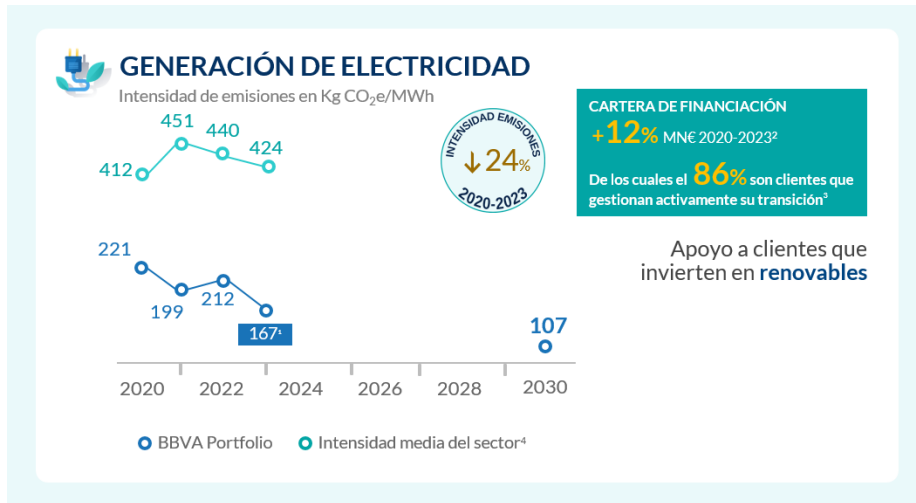 GENERACIÓN DE ELECTRICIDAD
Intensidad de emisiones en Kg CO₂e/MWh
412
451
440
424
INTENSIDAD EMISIONES
↓24%
2020-2023
CARTERA DE FINANCIACIÓN
+12% MN€ 2020-2023²
De los cuales el 86% son clientes que
gestionan activamente su transición³
Apoyo a clientes que
invierten en renovables
221
199
212
167¹
107
2020
2022
2024
2026
2028
2030
BBVA Portfolio
Intensidad media del sector⁴